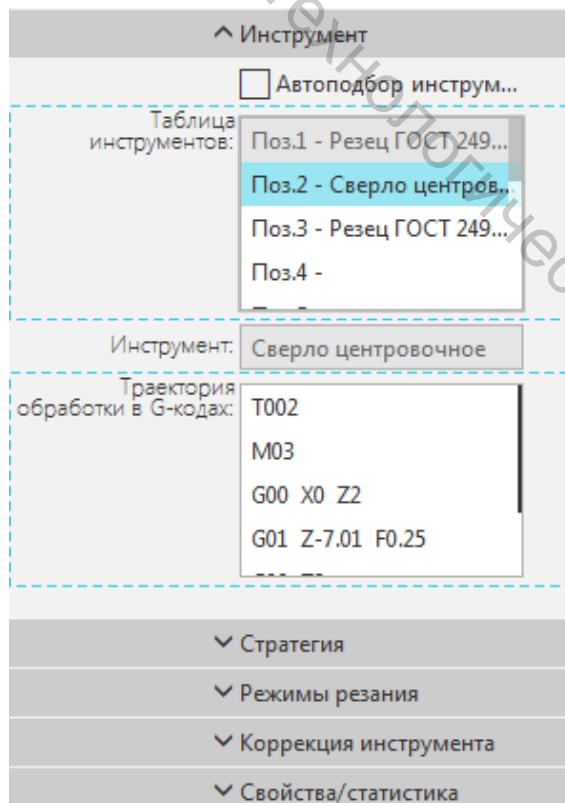 Инструмент
Автоподбор инструм...
Таблица
инструментов:
Поз.1 - Резец ГОСТ 249...
Поз.2 - Сверло центров...
Поз.3 - Резец ГОСТ 249...
Поз.4 -
Инструмент:
Сверло центровочное
Траектория
обработки в G-кодах:
T002
M03
G00 X0 Z2
G01 Z-7.01 F0.25
Стратегия
Режимы резания
Коррекция инструмента
Свойства/статистика